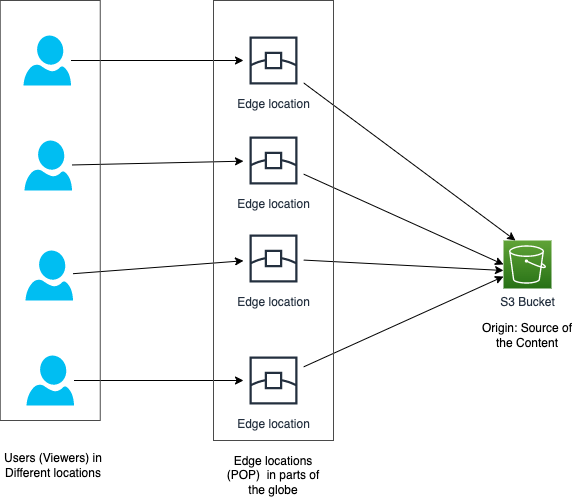 Edge location
Edge location
Edge location
Edge location
S3 Bucket
Origin: Source of
the Content
Users (Viewers) in
Different locations
Edge locations
(POP) in parts of
the globe